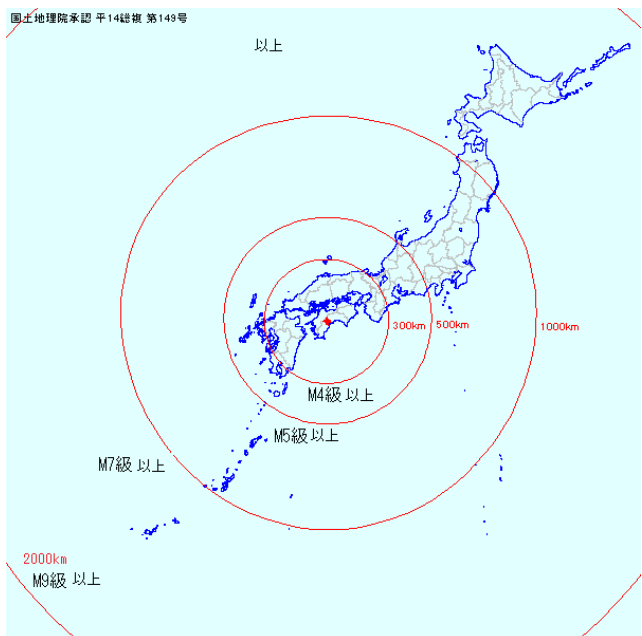 国土地理院承認 平14総複 第149号
以上
300km
500km
1000km
M4級 以上
M5級 以上
M7級 以上
2000km
M9級 以上